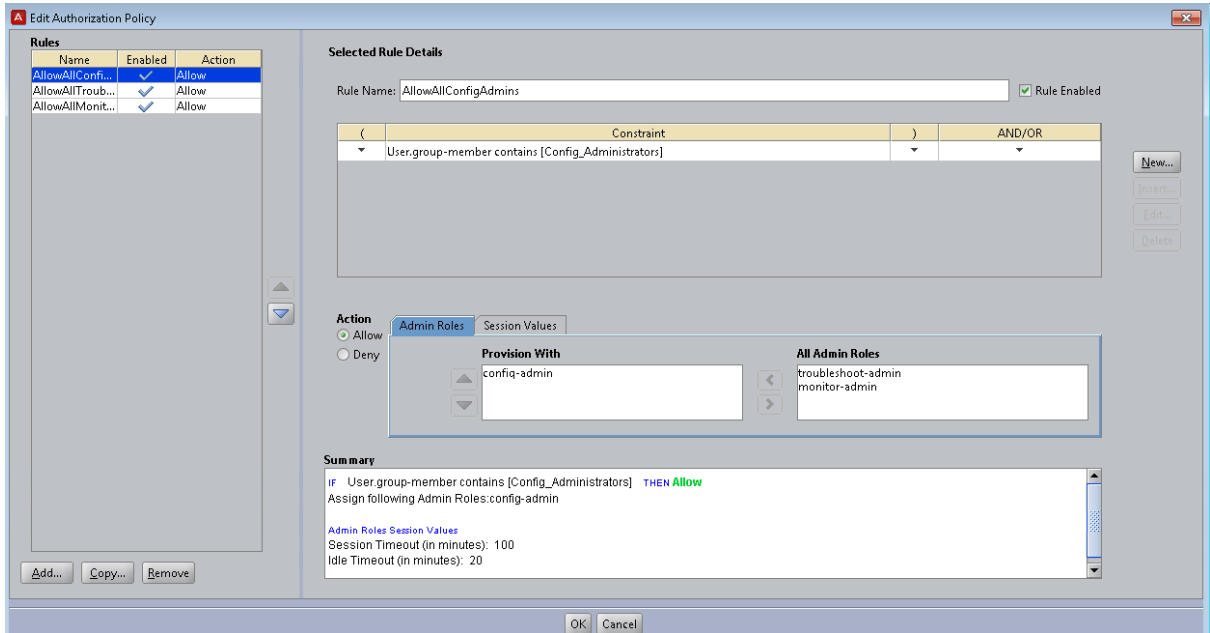 Edit Authorization Policy
Rules
Name Enabled Action
AllowAllConfi... Allow
AllowAllTroub... Allow
AllowAllMonit... Allow
Add... Copy... Remove
Selected Rule Details
Rule Name: AllowAllConfigAdmins Rule Enabled
( Constraint ) AND/OR
User.group-member contains [Config_Administrators]
New...
Insert...
Edit...
Delete
Action
Allow
Deny
Admin Roles Session Values
Provision With All Admin Roles
config-admin troubleshoot-admin
monitor-admin
Summary
IF User.group-member contains [Config_Administrators] THEN Allow
Assign following Admin Roles:config-admin
Admin Roles Session Values
Session Timeout (in minutes): 100
Idle Timeout (in minutes): 20
OK Cancel